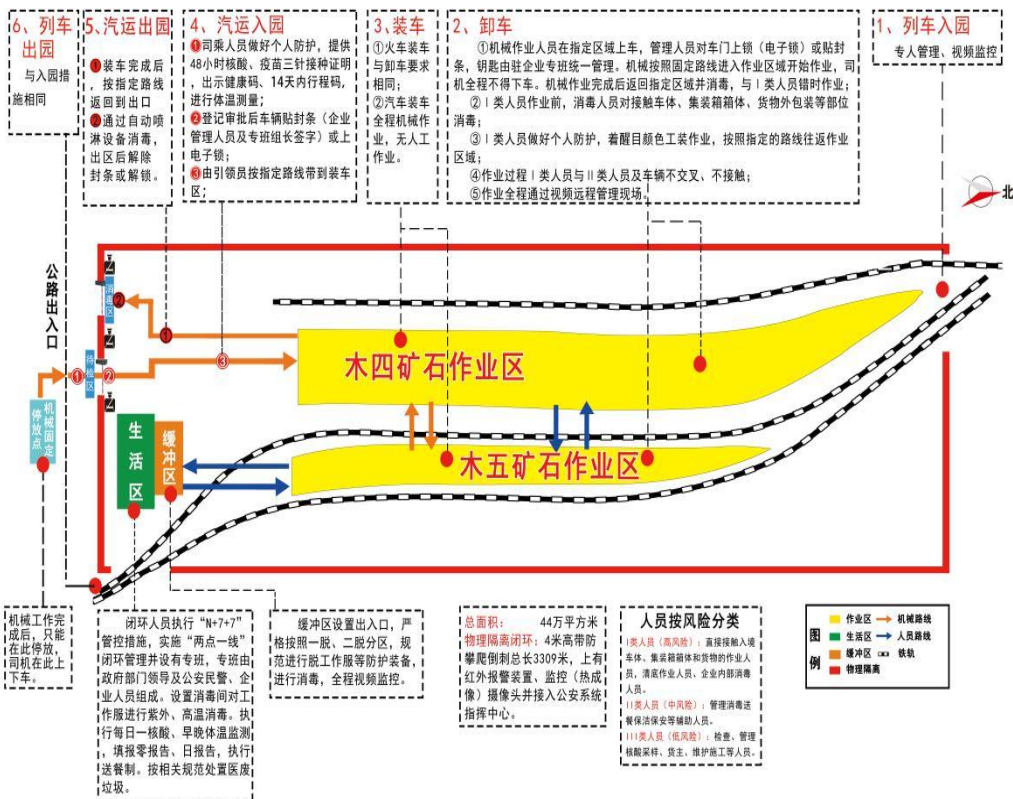 6、列车
出园
与入园措
施相同
5、汽运出园
①装车完成后
，按指定路线
返回到出口
②通过自动喷
淋设备消毒，
出区后解除
封条或解锁。
4、汽运入园
①司乘人员做好个人防护，提供
48小时核酸、疫苗三针接种证明
，出示健康码、14天内行程码，
进行体温测量；
②登记审批后车辆贴封条（企业
管理人员及专班组长签字）或上
电子锁；
③由引领员按指定路线带到装车
区；
3、装车
①火车装车
与卸车要求
相同；
②汽车装车
全程机械作
业，无人工
作业。
2、卸车
①机械作业人员在指定区域上车，管理人员对车门上锁（电子锁）或贴封
条，钥匙由驻企业专班统一管理。机械按照固定路线进入作业区域开始作业，司
机全程不得下车。机械作业完成后返回指定区域并消毒，与I类人员错时作业；
②I类人员作业前，消毒人员对接触车体、集装箱箱体、货物外包装等部位
消毒；
③I类人员做好个人防护，着醒目颜色工装作业，按照指定的路线往返作业
区域；
④作业过程I类人员与II类人员及车辆不交叉、不接触；
⑤作业全程通过视频远程管理现场。
1、列车入园
专人管理、视频监控
北
公路出入口
消毒区
②
①
待检区
①
②
③
机械固定
停放点
木四矿石作业区
木五矿石作业区
生活区
缓冲区
机械工作完
成后，只能
在此停放，
司机在此上
下车。
闭环人员执行“N+7+7”
管控措施，实施“两点一线”
闭环管理并设有专班，专班由
政府部门领导及公安民警、企
业人员组成。设置消毒间对工
作服进行紫外、高温消毒。执
行每日一核酸、早晚体温监测
，填报零报告、日报告，执行
送餐制。按相关规范处置医废
垃圾。
缓冲区设置出入口，严
格按照一脱、二脱分区，规
范进行脱工作服等防护装备，
进行消毒，全程视频监控。
总面积： 44万平方米
物理隔离闭环：4米高带防
攀爬倒刺总长3309米，上有
红外报警装置、监控（热成
像）摄像头并接入公安系统
指挥中心。
人员按风险分类
I类人员（高风险）：直接接触入境
车体、集装箱箱体和货物的作业人
员，清底作业人员、企业内部消毒
人员。
II类人员（中风险）：管理消毒送
餐保洁保安等辅助人员。
III类人员（低风险）：检查、管理
核酸采样、货主、维护施工等人员。
图例
作业区 机械路线
生活区 人员路线
缓冲区 铁轨
物理隔离